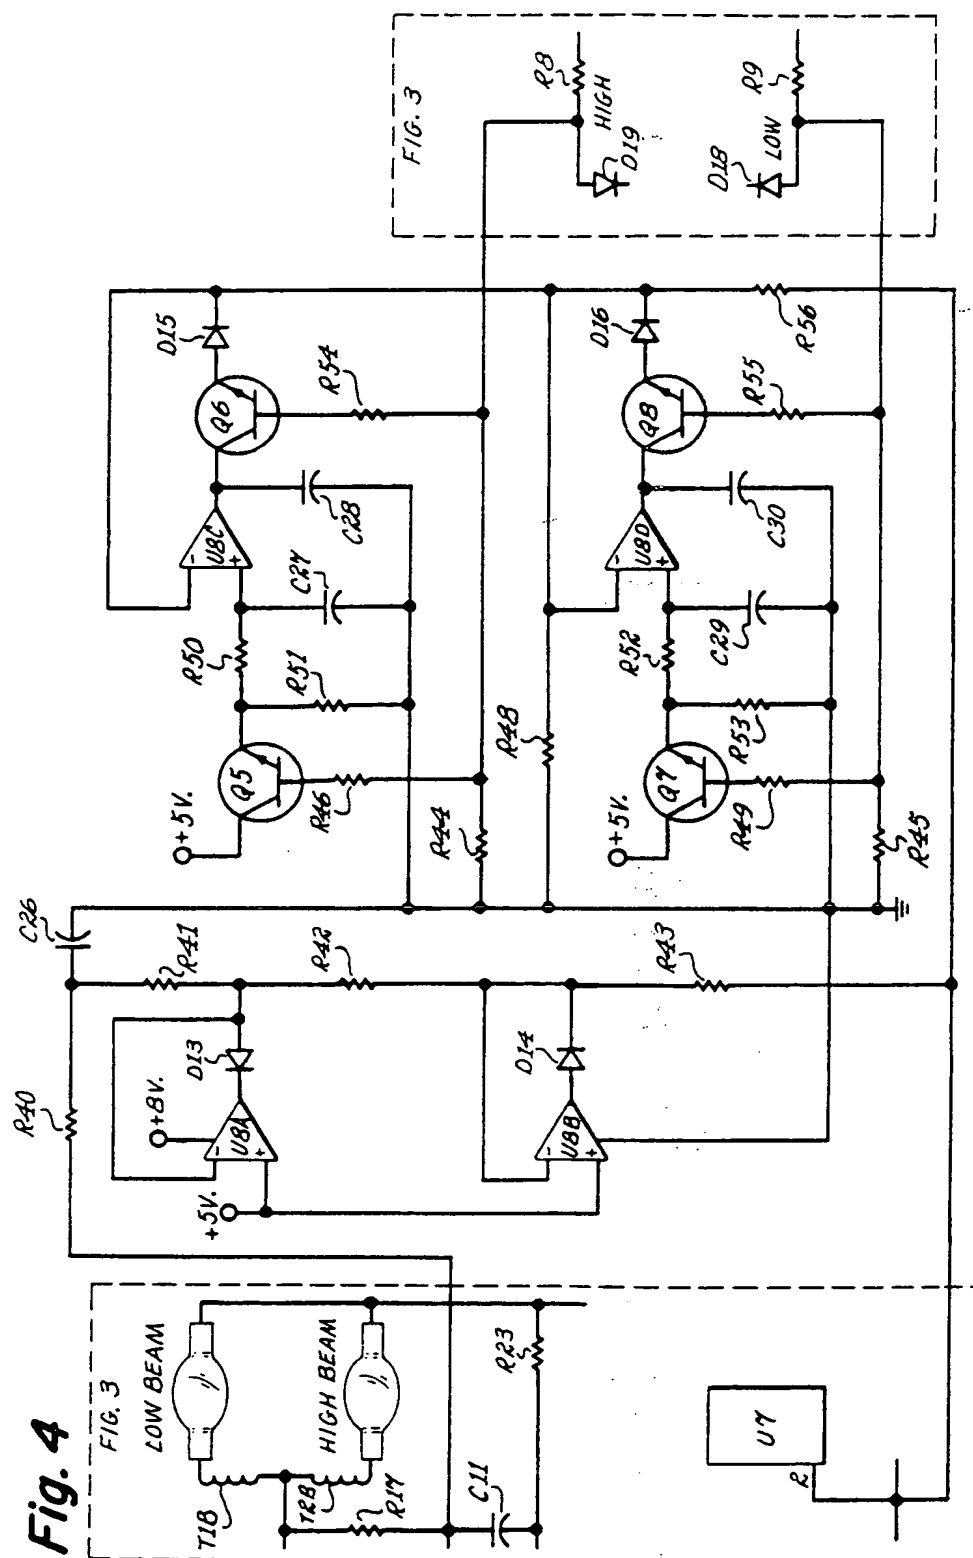 Fig. 4
FIG. 3
LOW BEAM
HIGH BEAM
T1B
T2B
R17
C11
R23
U7
2
R40
C26
+5V.
+8V.
U8A
-
+
D13
R41
R42
U8B
-
+
D14
R43
+5V.
Q5
R46
R44
R50
R51
C27
U8C
-
+
C28
Q6
D15
R54
R48
+5V.
Q7
R49
R45
R52
R53
C29
U8D
-
+
C30
Q8
D16
R55
R56
FIG. 3
R8
HIGH
D19
R9
LOW
D18